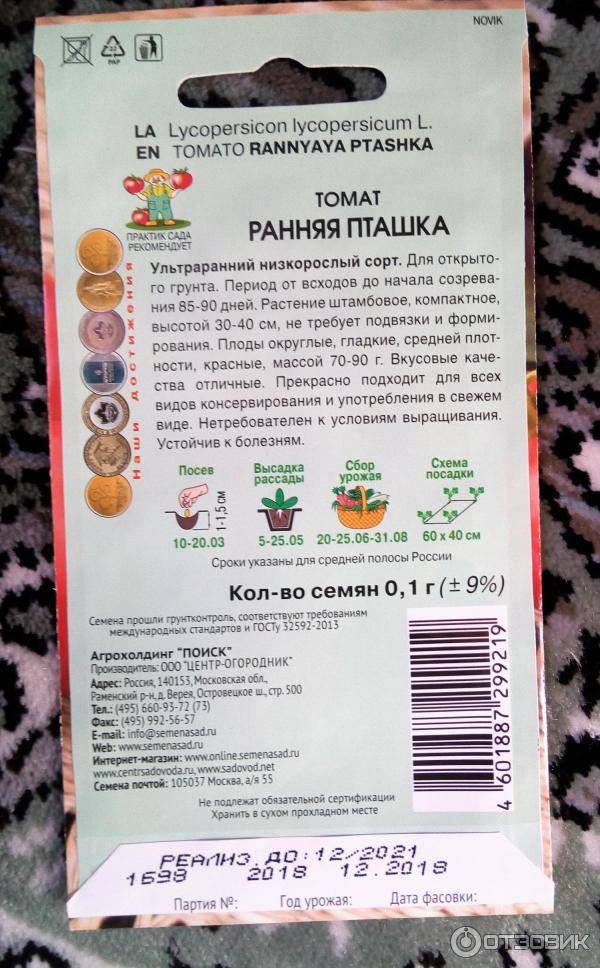 NOVIK
22
PAP
LA Lycopersicon lycopersicum L.
EN TOMATO RANNYAYA PTASHKA
ПРАКТИК САДА
РЕКОМЕНДУЕТ
ТОМАТ
РАННЯЯ ПТАШКА
Наши достижения
Ультраранний низкорослый сорт. Для открыто-
го грунта. Период от всходов до начала созрева-
ния 85-90 дней. Растение штамбовое, компактное,
высотой 30-40 см, не требует подвязки и форми-
рования. Плоды округлые, гладкие, средней плот-
ности, красные, массой 70-90 г. Вкусовые каче-
ства отличные. Прекрасно подходит для всех
видов консервирования и употребления в свежем
виде. Нетребователен к условиям выращивания.
Устойчив к болезням.
Посев
1-1,5 см
10-20.03
Высадка
рассады
5-25.05
Сбор
урожая
20-25.06-31.08
Схема
посадки
60 x 40 см
Сроки указаны для средней полосы России
Кол-во семян 0,1 г (± 9%)
Семена прошли грунтконтроль, соответствуют требованиям
международных стандартов и ГОСТу 32592-2013
Агрохолдинг "ПОИСК"
Производитель: ООО "ЦЕНТР-ОГОРОДНИК"
Адрес: Россия, 140153, Московская обл.,
Раменский р-н, д. Верея, Островецкое ш., стр. 500
Тел.: (495) 660-93-72 (73)
Факс: (495) 992-56-57
E-mail: info@semenasad.ru
Web: www.semenasad.ru
Интернет-магазин: www.online.semenasad.ru
www.centrsadovoda.ru, www.sadovod.net
Семена почтой: 105037 Москва, а/я 55
4 601887 299219
Не подлежат обязательной сертификации
Хранить в сухом прохладном месте
РЕАЛИЗ. ДО: 12/2021
1698 2018 12.2018
Партия №: Год урожая: Дата фасовки:
ОТЗОВИК